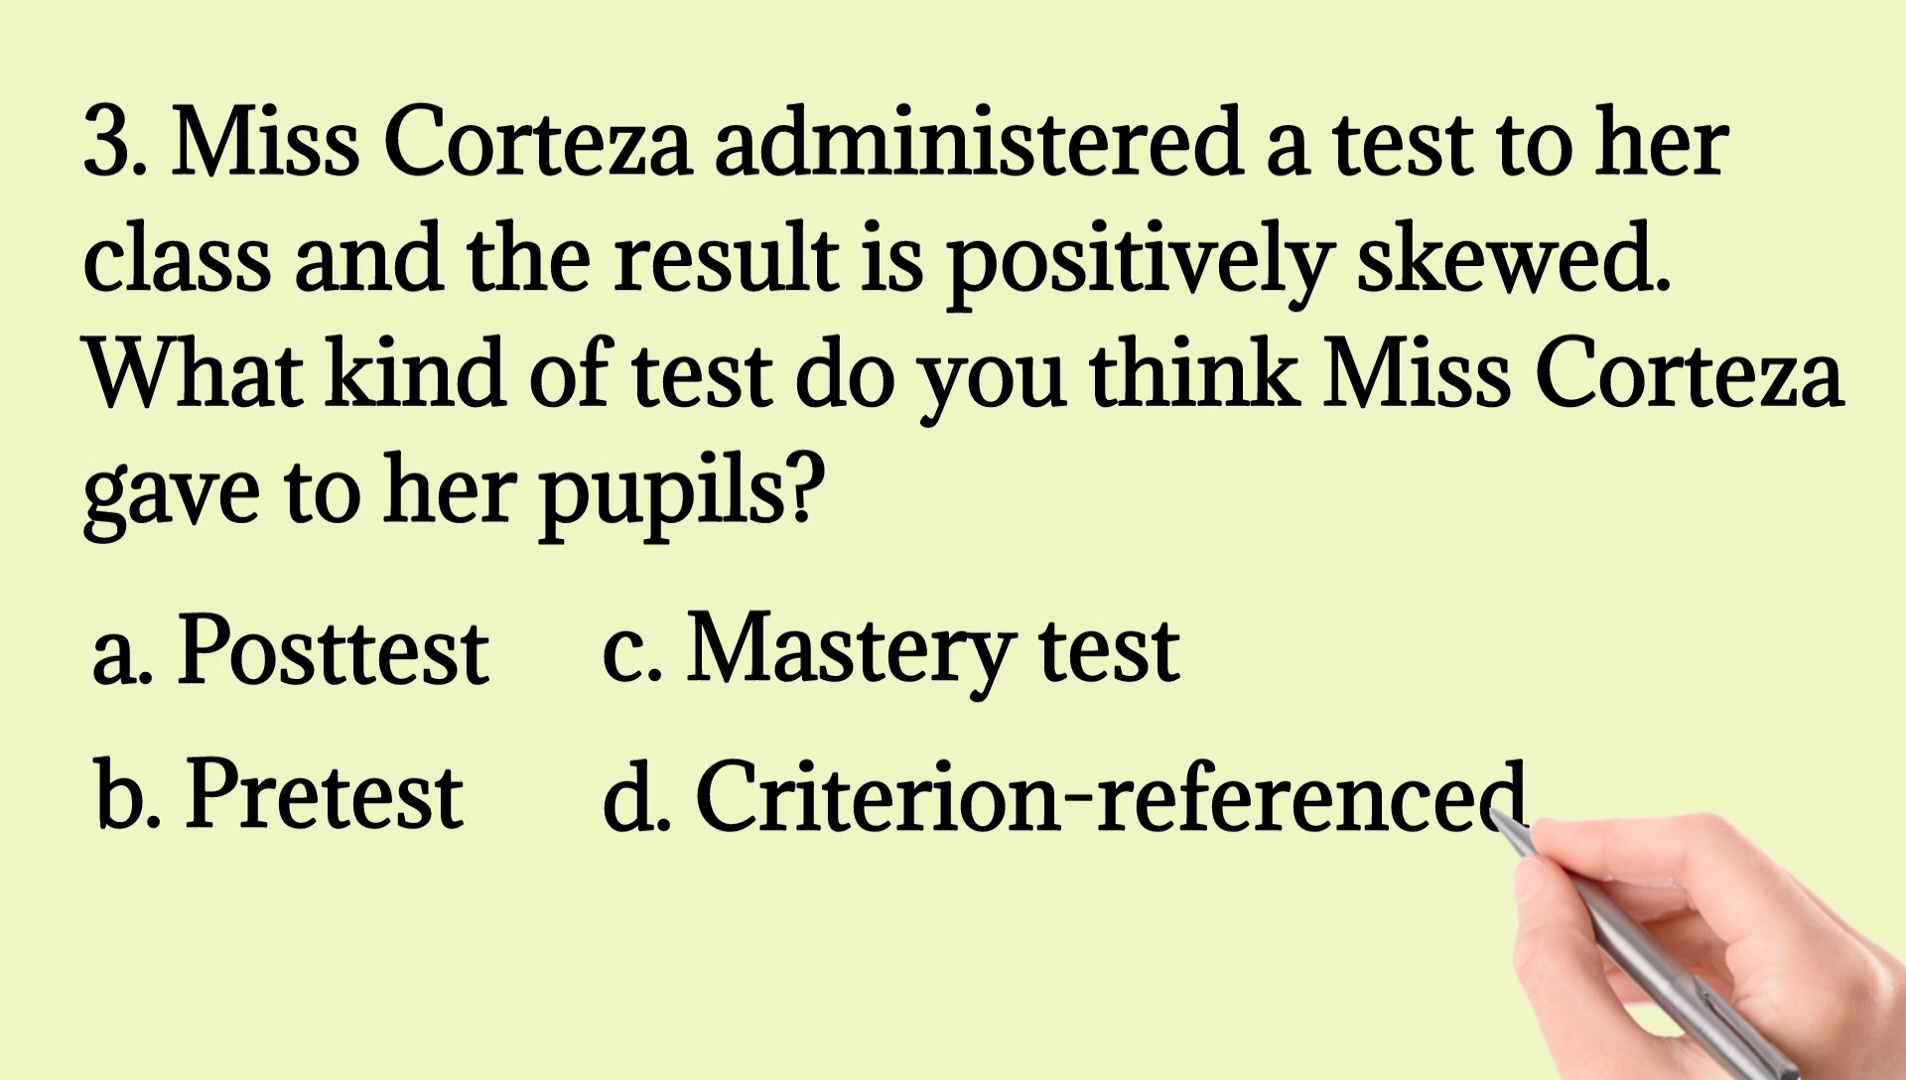 3. Miss Corteza administered a test to her
class and the result is positively skewed.
What kind of test do you think Miss Corteza
gave to her pupils?
a. Posttest
b. Pretest
c. Mastery test
d. Criterion-referenced